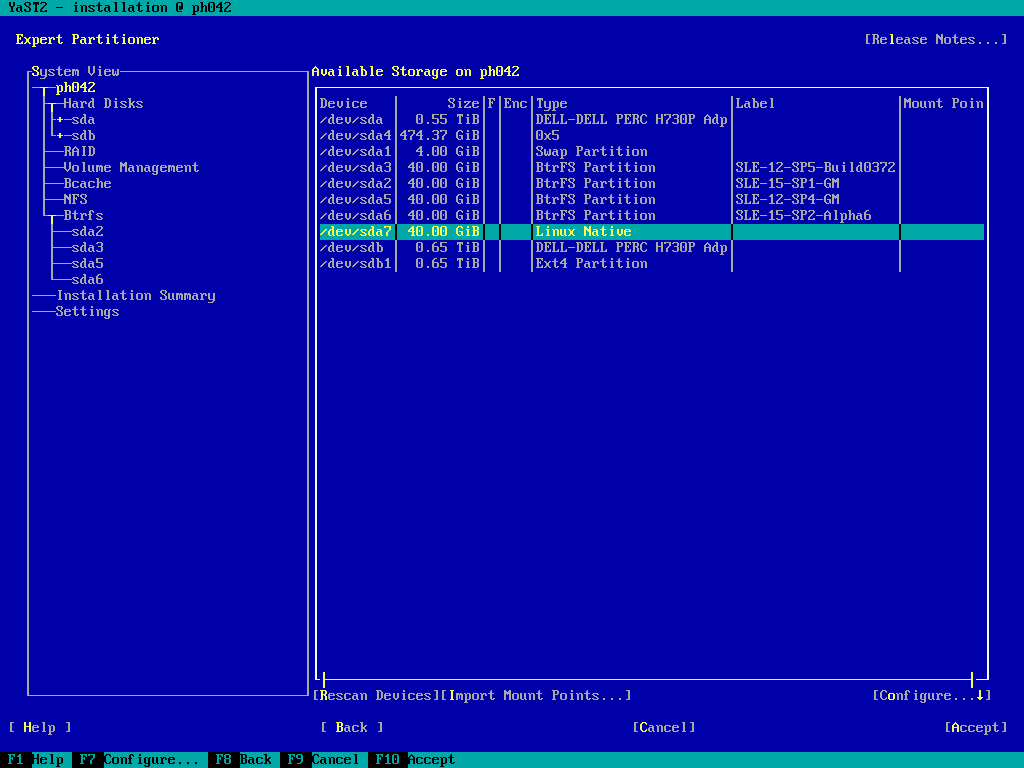 YaST2 - installation @ ph042
Expert Partitioner [Release Notes...]
System View
ph042
Hard Disks
sda
sdb
RAID
Volume Management
Bcache
NFS
Btrfs
sda2
sda3
sda5
sda6
Installation Summary
Settings
Available Storage on ph042
Device | Size|F|Enc|Type |Label |Mount Poin
/dev/sda | 0.55 TiB| | |DELL-DELL PERC H730P Adp| |
/dev/sda4|474.37 GiB| | |0x5 | |
/dev/sda1| 4.00 GiB| | |Swap Partition | |
/dev/sda3| 40.00 GiB| | |BtrFS Partition |SLE-12-SP5-Build0372|
/dev/sda2| 40.00 GiB| | |BtrFS Partition |SLE-15-SP1-GM |
/dev/sda5| 40.00 GiB| | |BtrFS Partition |SLE-12-SP4-GM |
/dev/sda6| 40.00 GiB| | |BtrFS Partition |SLE-15-SP2-Alpha6 |
/dev/sda7| 40.00 GiB| | |Linux Native | |
/dev/sdb | 0.65 TiB| | |DELL-DELL PERC H730P Adp| |
/dev/sdb1| 0.65 TiB| | |Ext4 Partition | |
[Rescan Devices][Import Mount Points...] [Configure...↓]
[ Help ] [ Back ] [Cancel] [Accept]
F1 Help F7 Configure... F8 Back F9 Cancel F10 Accept